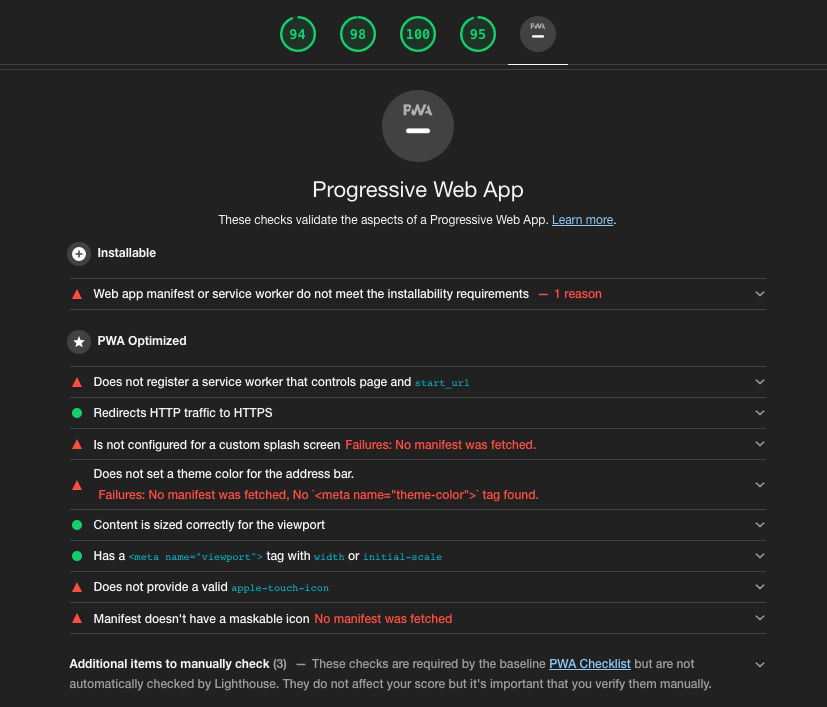 94 98 100 95 PWA
PWA
Progressive Web App
These checks validate the aspects of a Progressive Web App. Learn more.
Installable
Web app manifest or service worker do not meet the installability requirements — 1 reason
PWA Optimized
Does not register a service worker that controls page and start_url
Redirects HTTP traffic to HTTPS
Is not configured for a custom splash screen Failures: No manifest was fetched.
Does not set a theme color for the address bar.
Failures: No manifest was fetched, No `<meta name="theme-color">` tag found.
Content is sized correctly for the viewport
Has a <meta name="viewport"> tag with width or initial-scale
Does not provide a valid apple-touch-icon
Manifest doesn't have a maskable icon No manifest was fetched
Additional items to manually check (3) — These checks are required by the baseline PWA Checklist but are not
automatically checked by Lighthouse. They do not affect your score but it's important that you verify them manually.